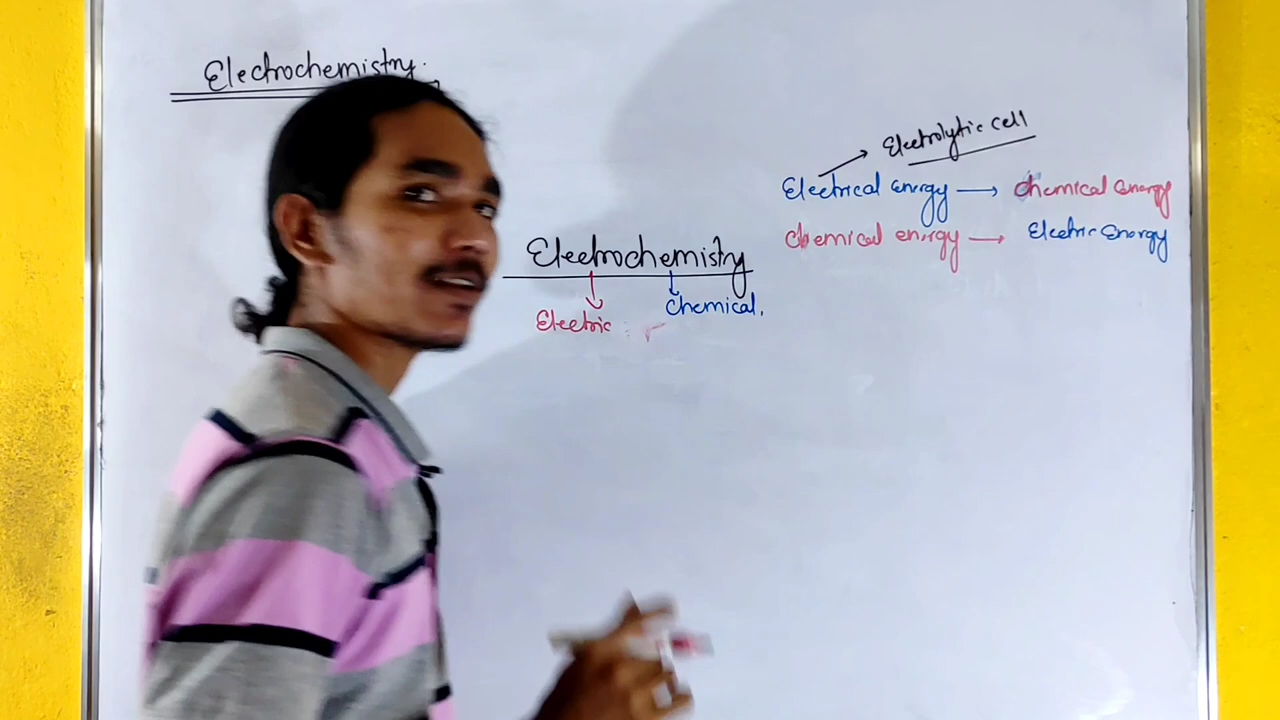 Electrochemistry.
Electrolytic cell
Electrical energy → chemical energy
Chemical energy → Electric Energy
Electrochemistry
Electric : Chemical.